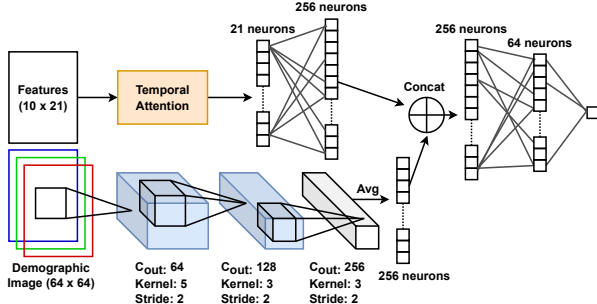 256 neurons
21 neurons
256 neurons
64 neurons
Features
(10 x 21)
Temporal
Attention
Concat
Avg
Demographic
Image (64 x 64)
Cout: 64
Kernel: 5
Stride: 2
Cout: 128
Kernel: 3
Stride: 2
Cout: 256
Kernel: 3
Stride: 2
256 neurons